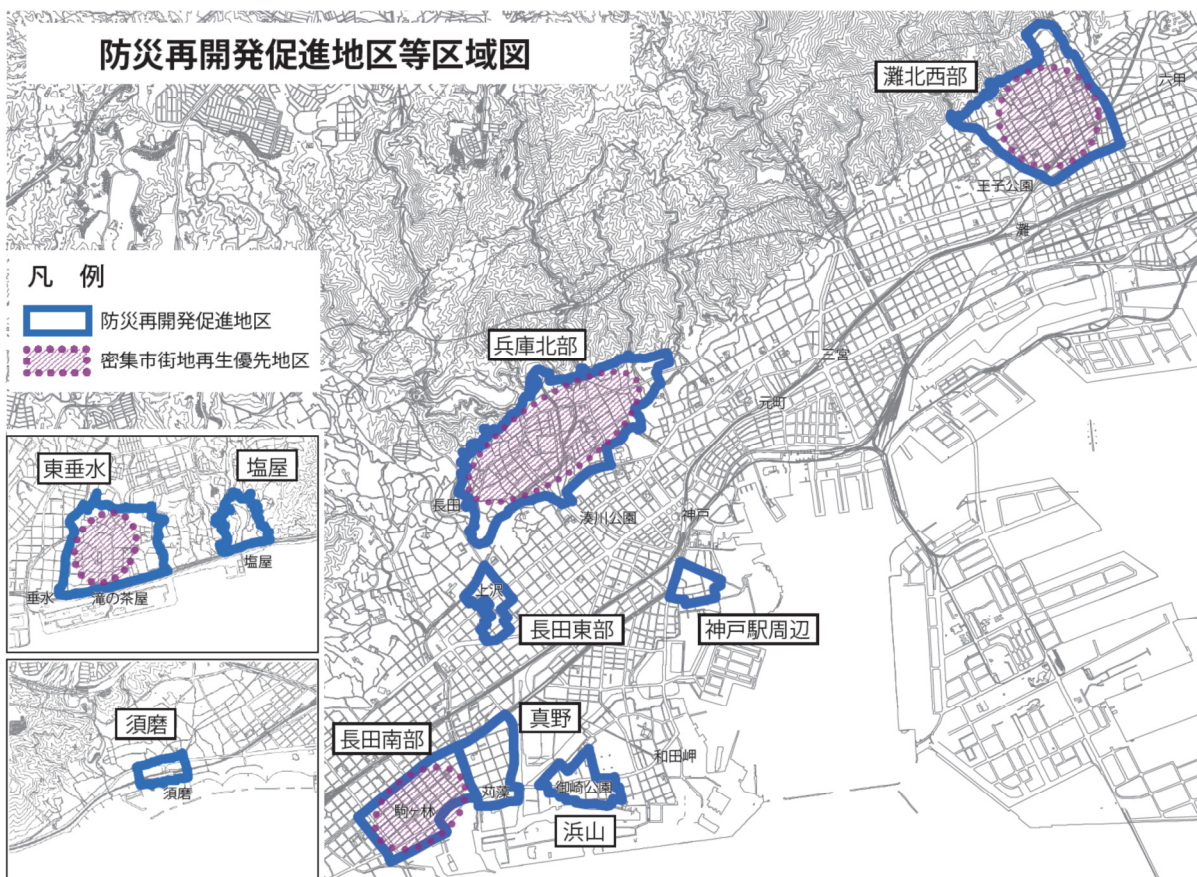 防災再開発促進地区等区域図
灘北西部
六甲
王子公園
灘
凡 例
防災再開発促進地区
密集市街地再生優先地区
兵庫北部
三宮
元町
長田
湊川公園
神戸
東垂水
塩屋
塩屋
垂水
滝の茶屋
上沢
長田東部
神戸駅周辺
須磨
須磨
真野
長田南部
和田岬
苅藻
御崎公園
駒ヶ林
浜山